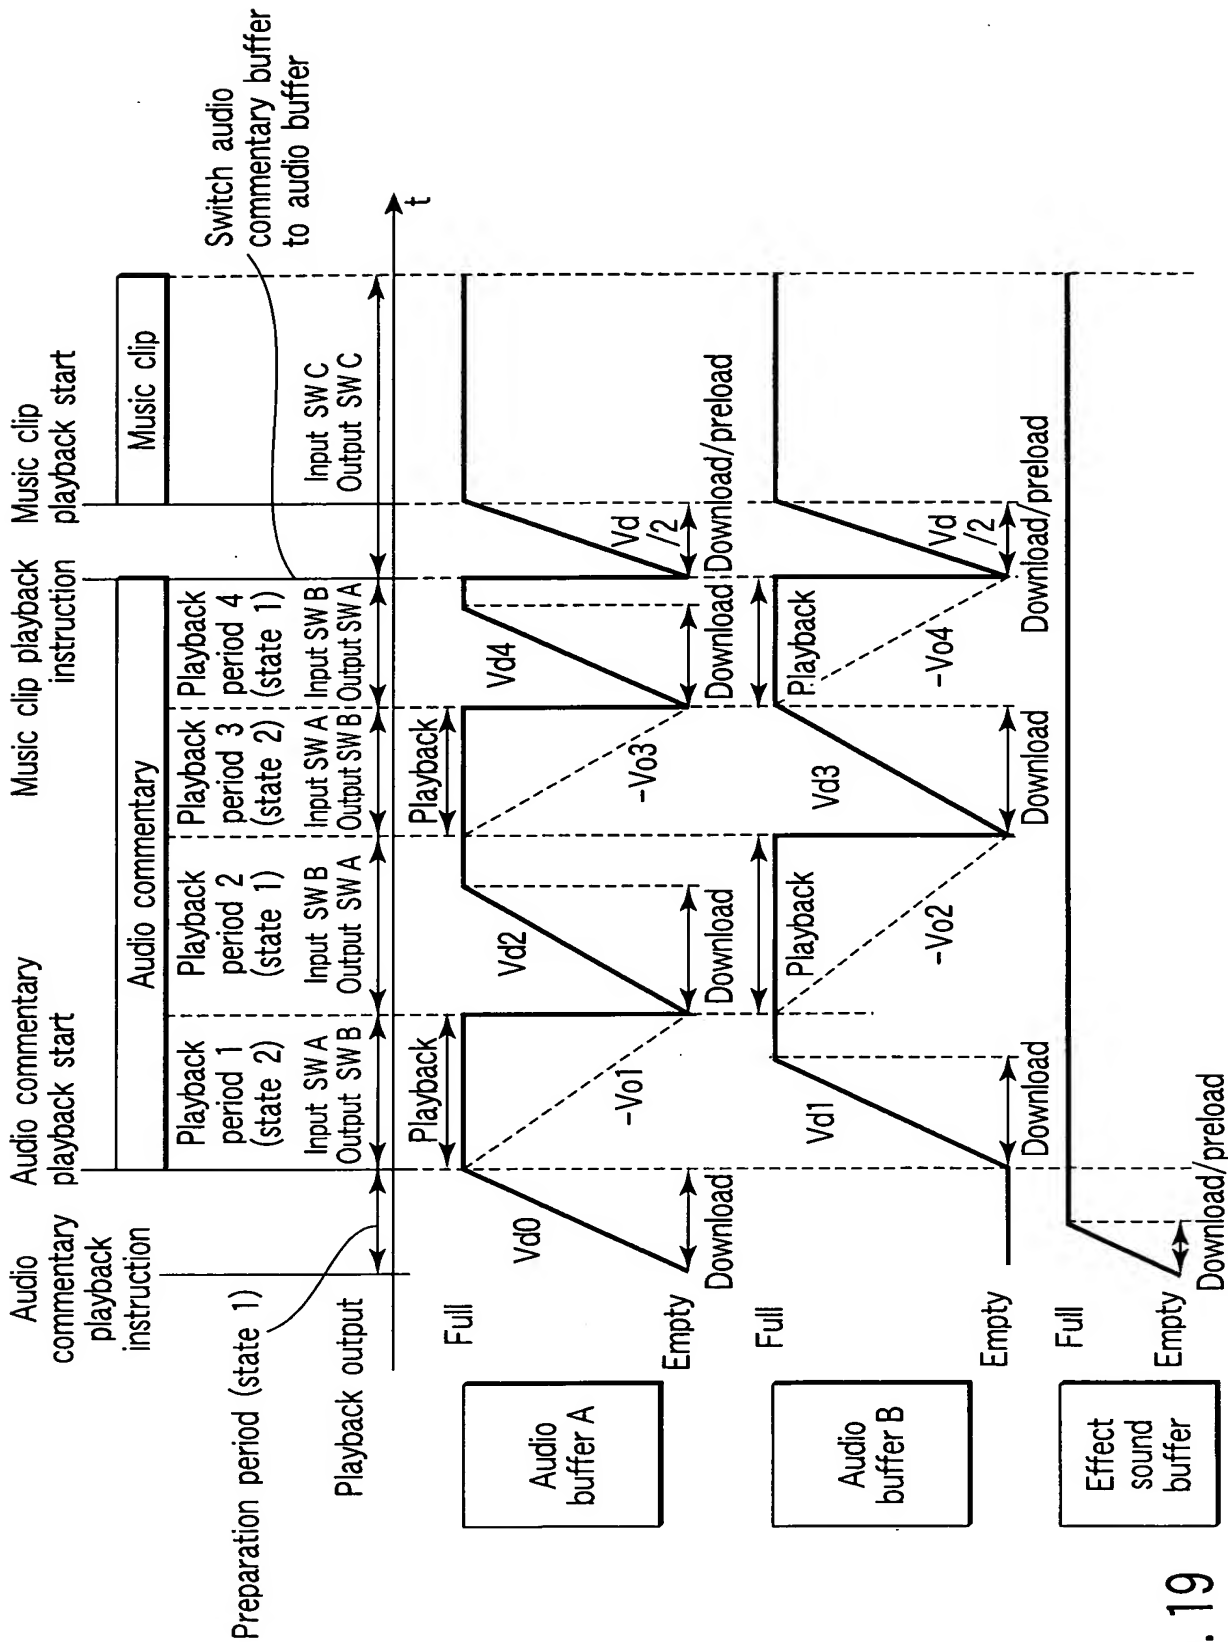 Audio
commentary
playback
instruction
Audio commentary
playback start
Music clip playback
instruction
Music clip
playback start
Audio commentary
Music clip
Switch audio
commentary buffer
to audio buffer
Preparation period (state 1)
Playback
period 1
(state 2)
Playback
period 2
(state 1)
Playback
period 3
(state 2)
Playback
period 4
(state 1)
Input SW A
Output SW B
Input SW B
Output SW A
Input SW A
Output SW B
Input SW B
Output SW A
Input SW C
Output SW C
Playback output
t
Audio
buffer A
Full
Empty
Playback
Playback
Vd0
-Vo1
Vd2
-Vo3
Vd4
Vd
/2
Download
Download
Download
Download/preload
Audio
buffer B
Full
Empty
Playback
Playback
Vd1
-Vo2
Vd3
-Vo4
Vd
/2
Download
Download
Download/preload
Effect
sound
buffer
Full
Empty
Download/preload
. 19